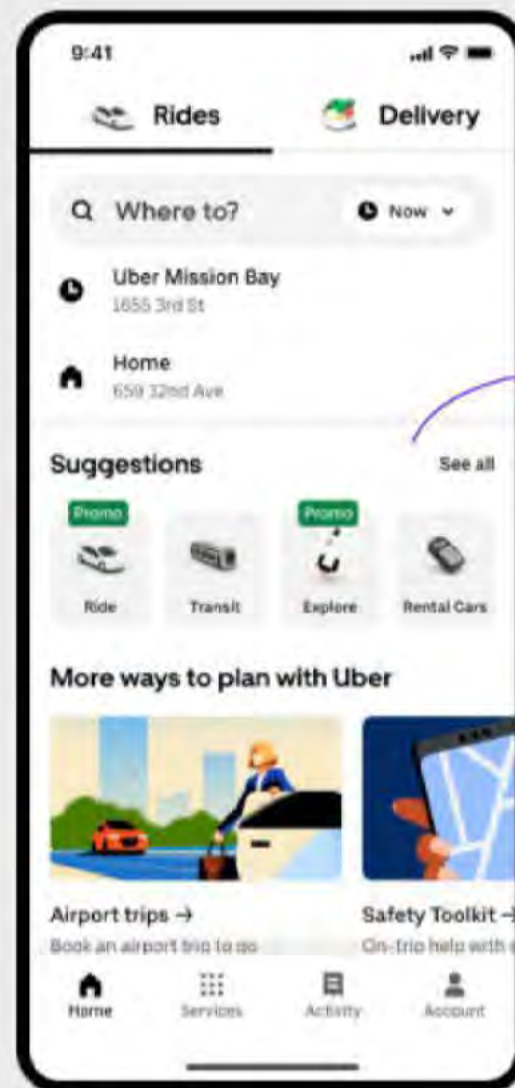 9:41
Rides Delivery
Where to? Now
Uber Mission Bay
1655 3rd St
Home
659 32nd Ave
Suggestions See all
Promo Promo
Ride Transit Explore Rental Cars
More ways to plan with Uber
Airport trips → Safety Toolkit →
Book an airport trip to go On-trip help with
Home Services Activity Account